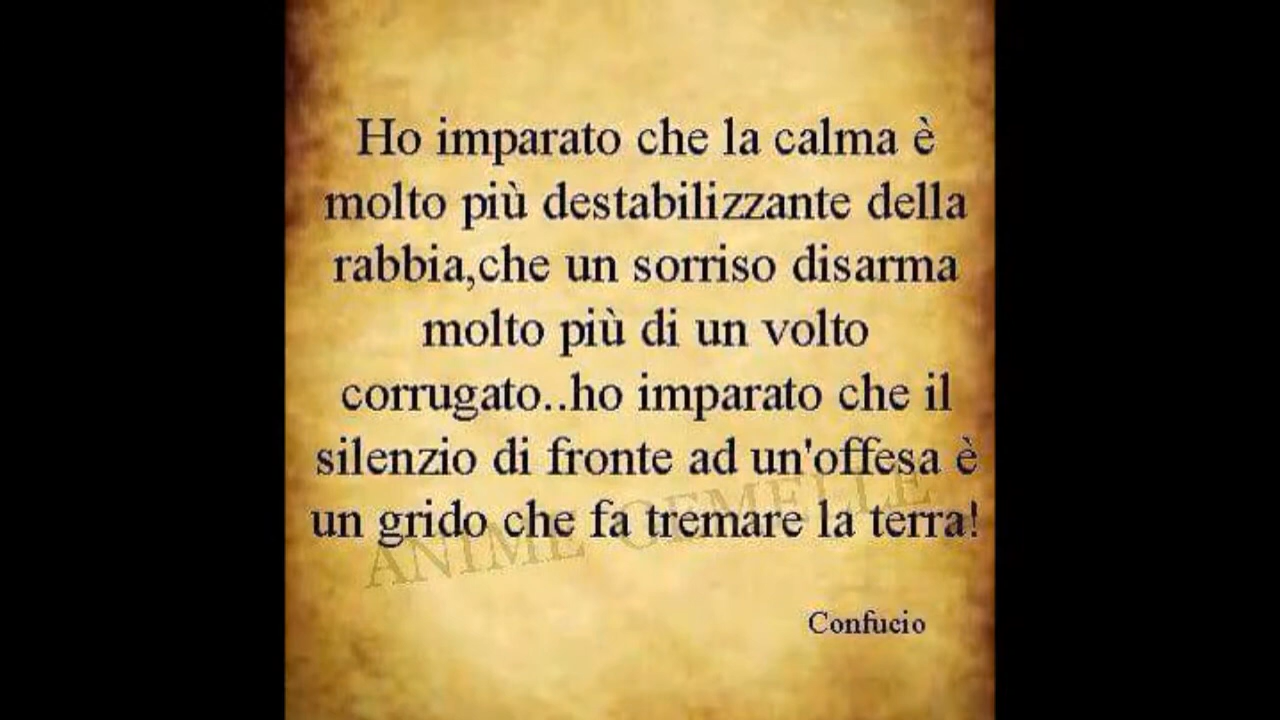 Ho imparato che la calma è
molto più destabilizzante della
rabbia,che un sorriso disarma
molto più di un volto
corrugato..ho imparato che il
silenzio di fronte ad un'offesa è
un grido che fa tremare la terra!
ANIME GEMELLE
Confucio